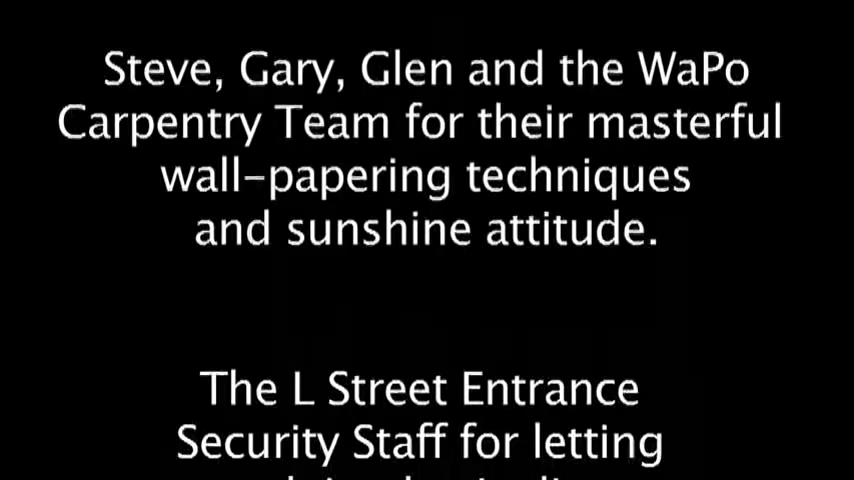 Steve, Gary, Glen and the WaPo
Carpentry Team for their masterful
wall-papering techniques
and sunshine attitude.
The L Street Entrance
Security Staff for letting